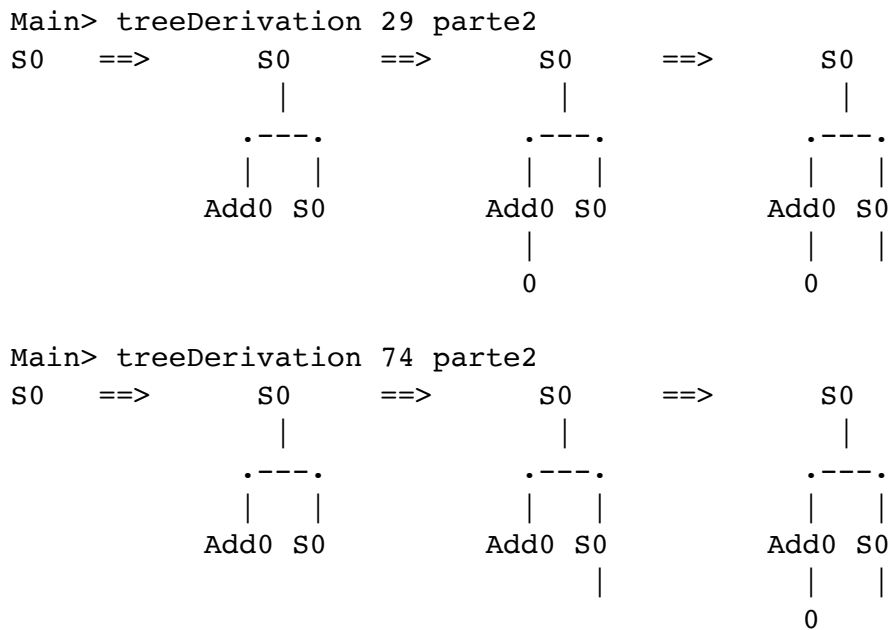 Main> treeDerivation 29 parte2
S0   ==>      S0     ==>      S0     ==>      S0
               |               |               |
             .---.           .---.           .---.
             |   |           |   |           |   |
           Add0 S0         Add0 S0         Add0 S0
                             |               |   |
                             0               0
Main> treeDerivation 74 parte2
S0   ==>      S0     ==>      S0     ==>      S0
               |               |               |
             .---.           .---.           .---.
             |   |           |   |           |   |
           Add0 S0         Add0 S0         Add0 S0
                                 |           |   |
                                             0